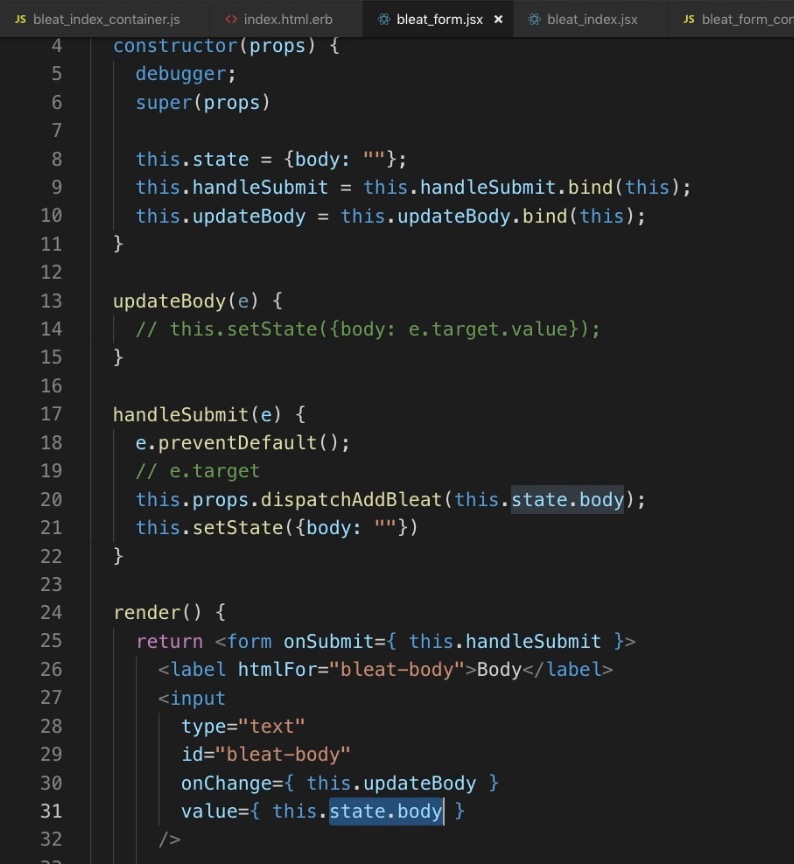 JS bleat_index_container.js <> index.html.erb bleat_form.jsx × bleat_index.jsx JS bleat_form_con
4 constructor(props) {
5 debugger;
6 super(props)
7
8 this.state = {body: ""};
9 this.handleSubmit = this.handleSubmit.bind(this);
10 this.updateBody = this.updateBody.bind(this);
11 }
12
13 updateBody(e) {
14 // this.setState({body: e.target.value});
15 }
16
17 handleSubmit(e) {
18 e.preventDefault();
19 // e.target
20 this.props.dispatchAddBleat(this.state.body);
21 this.setState({body: ""})
22 }
23
24 render() {
25 return <form onSubmit={ this.handleSubmit }>
26 <label htmlFor="bleat-body">Body</label>
27 <input
28 type="text"
29 id="bleat-body"
30 onChange={ this.updateBody }
31 value={ this.state.body }
32 />